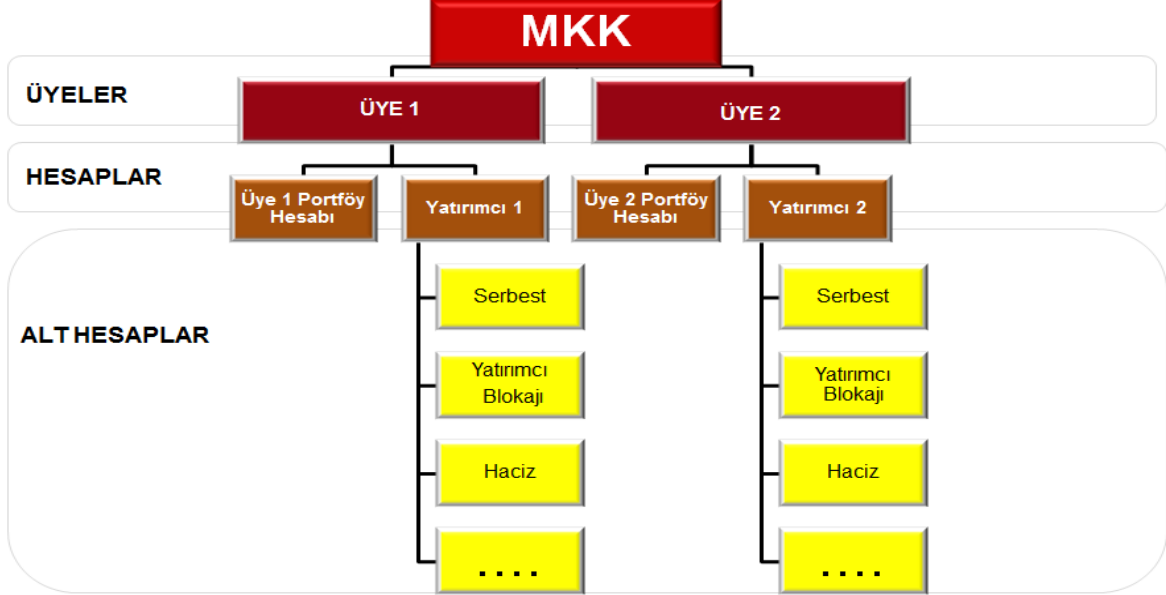 MKK
ÜYELER
ÜYE 1
ÜYE 2
HESAPLAR
Üye 1 Portföy
Hesabı
Yatırımcı 1
Üye 2 Portföy
Hesabı
Yatırımcı 2
ALT HESAPLAR
Serbest
Yatırımcı
Blokajı
Haciz
....
Serbest
Yatırımcı
Blokajı
Haciz
....